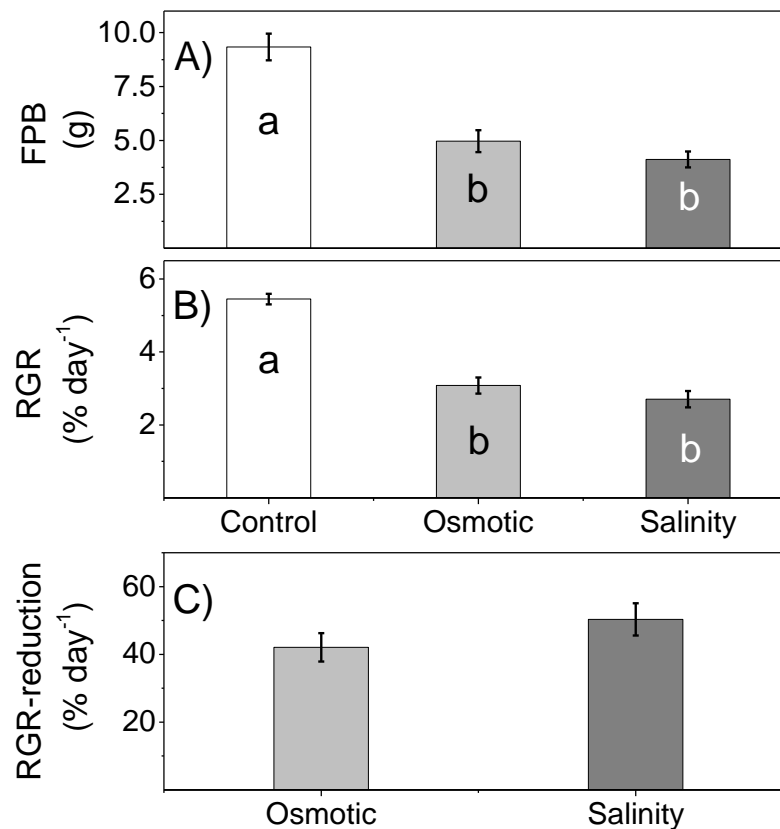 10.0
7.5
5.0
2.5
FPB
(g)
A)
a
b
b
6
4
2
RGR
(% day⁻¹)
B)
a
b
b
Control Osmotic Salinity
60
40
20
RGR-reduction
(% day⁻¹)
C)
Osmotic Salinity